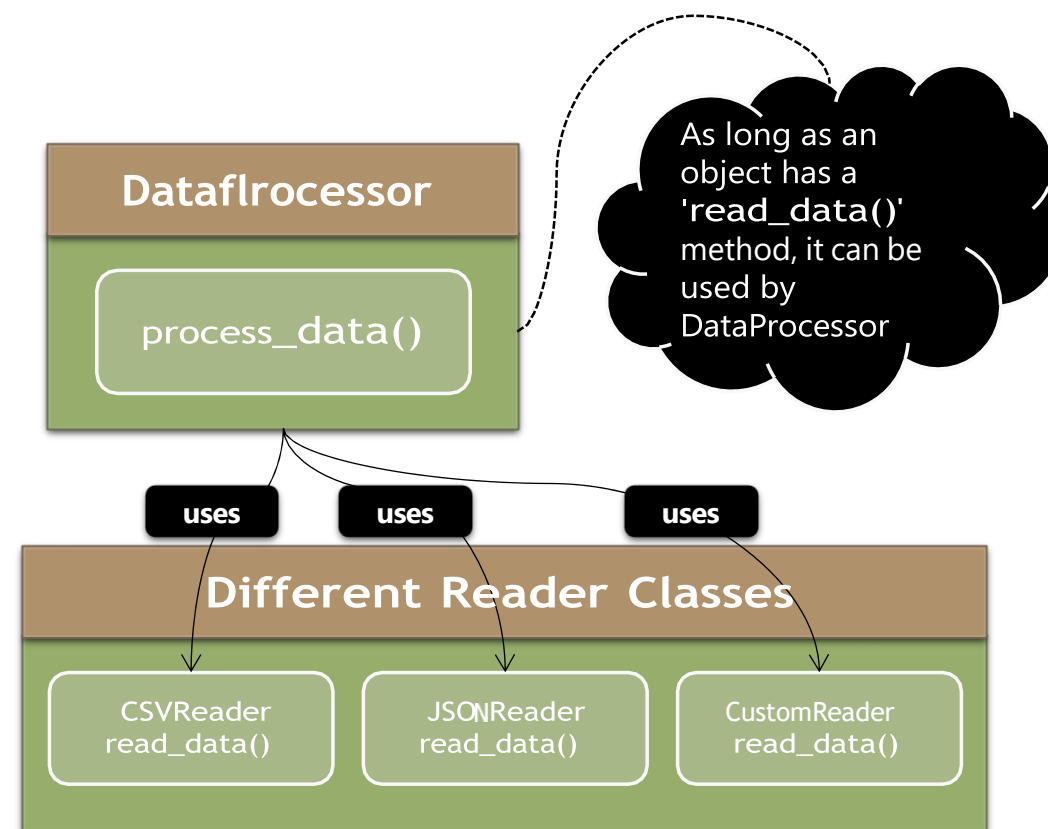 Dataflrocessor
process_data()
As long as an
object has a
'read_data()'
method, it can be
used by
DataProcessor
uses
uses
uses
Different Reader Classes
CSVReader
read_data()
JSONReader
read_data()
CustomReader
read_data()